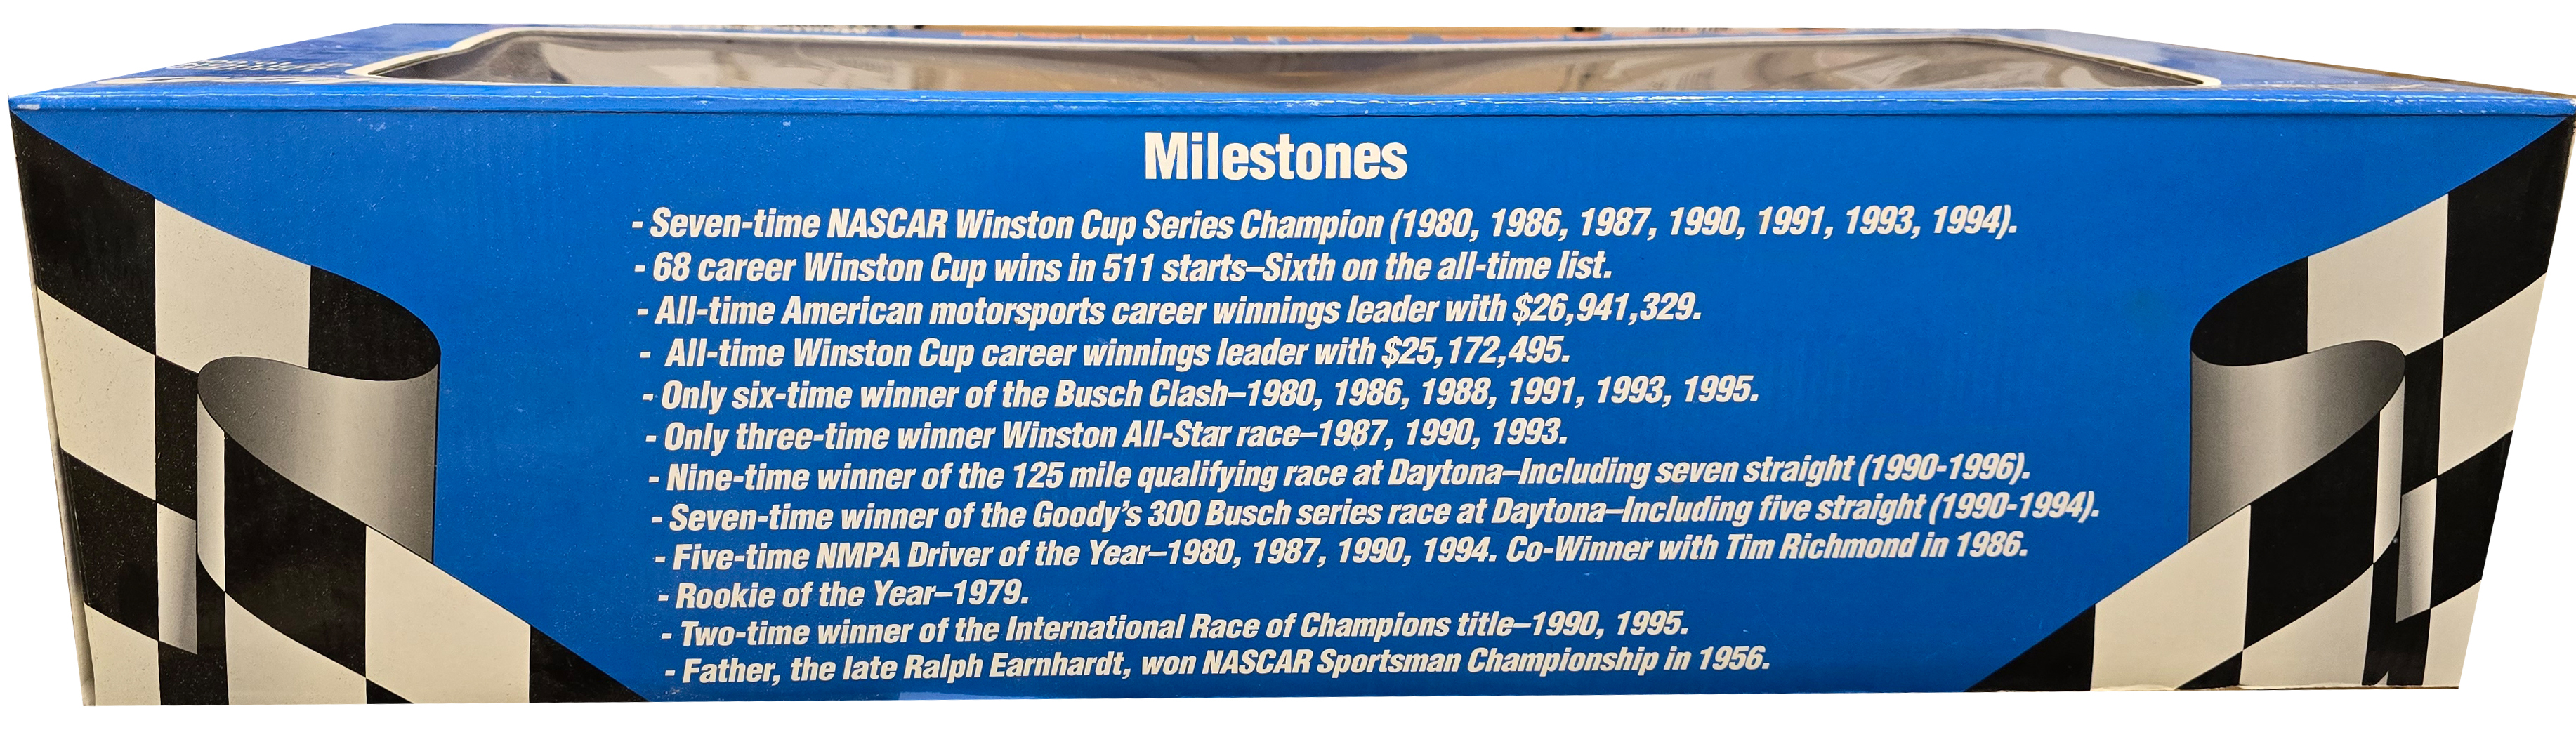 Milestones
- Seven-time NASCAR Winston Cup Series Champion (1980, 1986, 1987, 1990, 1991, 1993, 1994).
- 68 career Winston Cup wins in 511 starts–Sixth on the all-time list.
- All-time American motorsports career winnings leader with $26,941,329.
- All-time Winston Cup career winnings leader with $25,172,495.
- Only six-time winner of the Busch Clash–1980, 1986, 1988, 1991, 1993, 1995.
- Only three-time winner Winston All-Star race–1987, 1990, 1993.
- Nine-time winner of the 125 mile qualifying race at Daytona–Including seven straight (1990-1996).
- Seven-time winner of the Goody's 300 Busch series race at Daytona–Including five straight (1990-1994).
- Five-time NMPA Driver of the Year–1980, 1987, 1990, 1994. Co-Winner with Tim Richmond in 1986.
- Rookie of the Year–1979.
- Two-time winner of the International Race of Champions title–1990, 1995.
- Father, the late Ralph Earnhardt, won NASCAR Sportsman Championship in 1956.